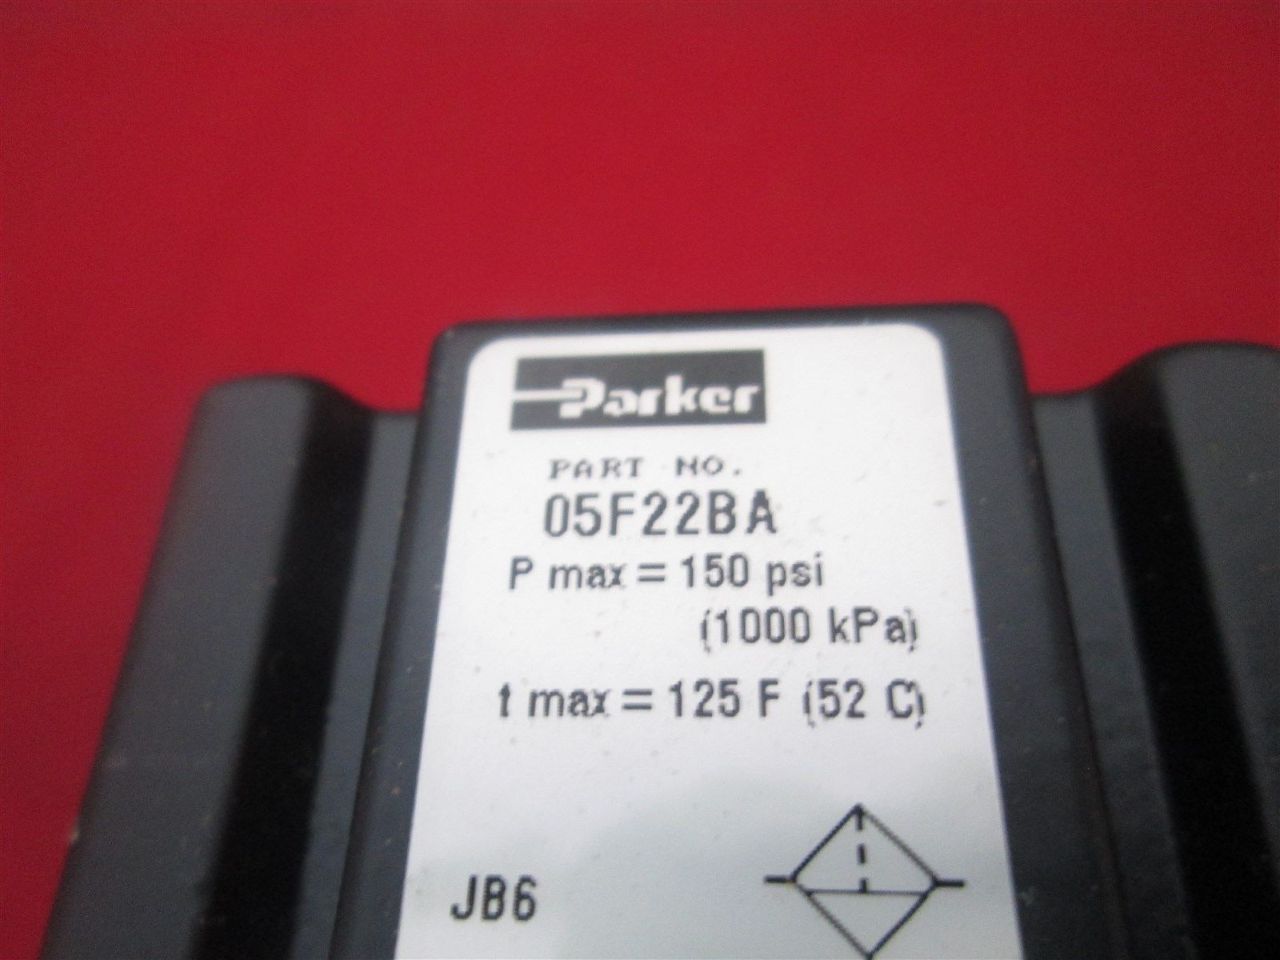 Parker
PART NO.
05F22BA
P max = 150 psi
(1000 kPa)
t max = 125 F (52 C)
JB6